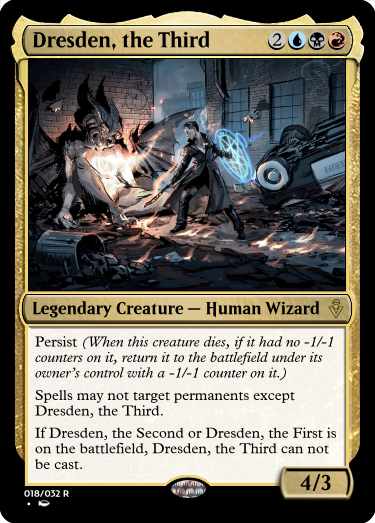 Dresden, the Third 2
Legendary Creature — Human Wizard
Persist (When this creature dies, if it had no -1/-1
counters on it, return it to the battlefield under its
owner's control with a -1/-1 counter on it.)
Spells may not target permanents except
Dresden, the Third.
If Dresden, the Second or Dresden, the First is
on the battlefield, Dresden, the Third can not
be cast.
4/3
018/032 R